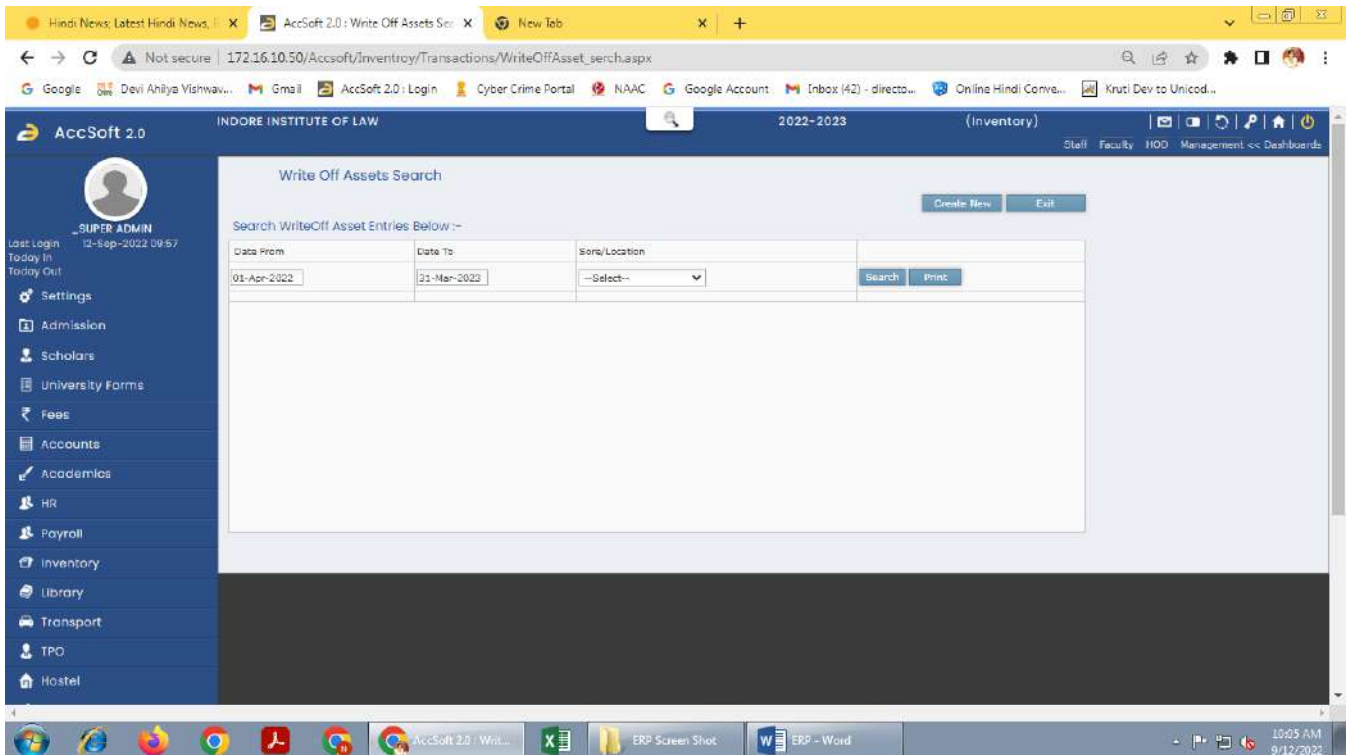 Hindi News; Latest Hindi News,
AccSoft 2.0 : Write Off Assets Se
New Tab
Not secure 172.16.10.50/Accsoft/Inventroy/Transactions/WriteOffAsset_serch.aspx
Google Devi Ahilya Vishwav... Gmail AccSoft 2.0 : Login Cyber Crime Portal NAAC Google Account Inbox (42) - directo... Online Hindi Conve... Kruti Dev to Unicod...
AccSoft 2.0
INDORE INSTITUTE OF LAW 2022-2023 (Inventory)
Staff Faculty HOD Management << Dashboards
_SUPER ADMIN
Last Login 12-Sep-2022 09:57
Today In
Today Out
Settings
Admission
Scholars
University Forms
₹ Fees
Accounts
Academics
HR
Payroll
Inventory
Library
Transport
TPO
Hostel
Write Off Assets Search
Create New Exit
Search WriteOff Asset Entries Below :-
Date From Date To Sore/Location
01-Apr-2022 31-Mar-2023 --Select-- Search Print
AccSoft 2.0 : Writ... ERP Screen Shot ERP - Word
10:05 AM
9/12/2022